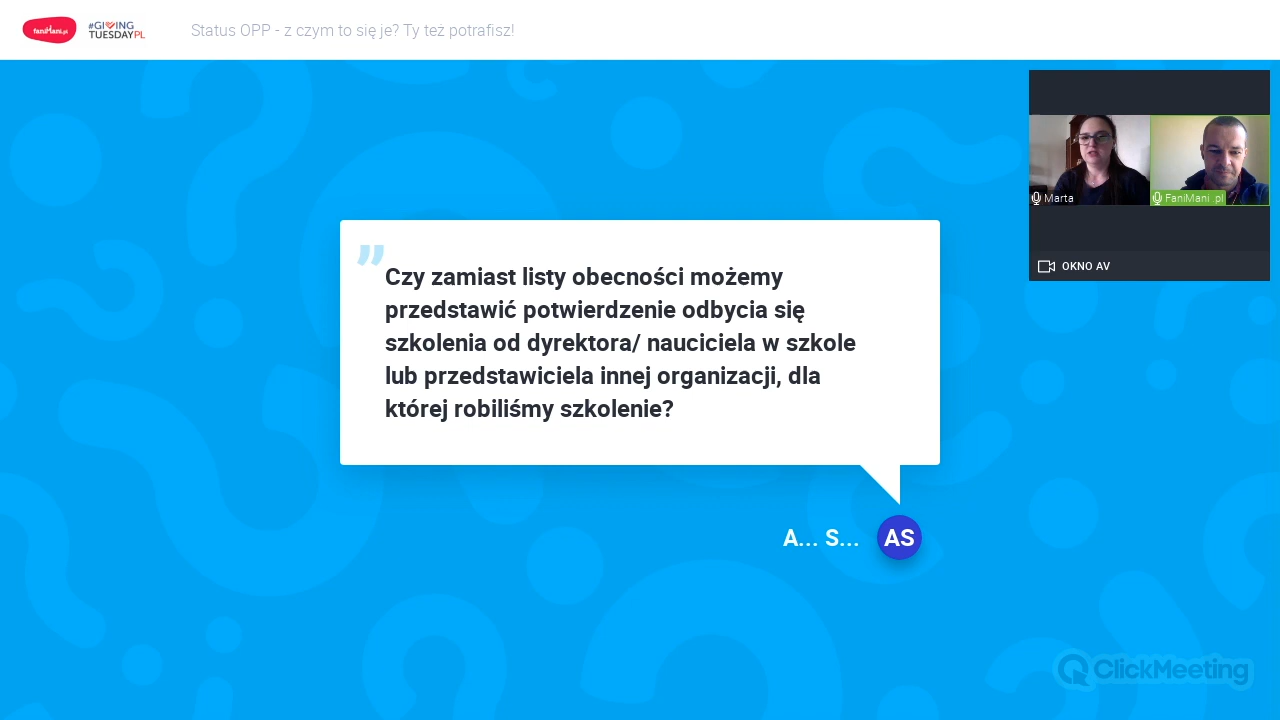 faniMani.pl
#GIVING
TUESDAYPL
Status OPP - z czym to się je? Ty też potrafisz!
Marta
FaniMani .pl
OKNO AV
”
Czy zamiast listy obecności możemy
przedstawić potwierdzenie odbycia się
szkolenia od dyrektora/ nauciciela w szkole
lub przedstawiciela innej organizacji, dla
której robiliśmy szkolenie?
A... S...
AS
ClickMeeting